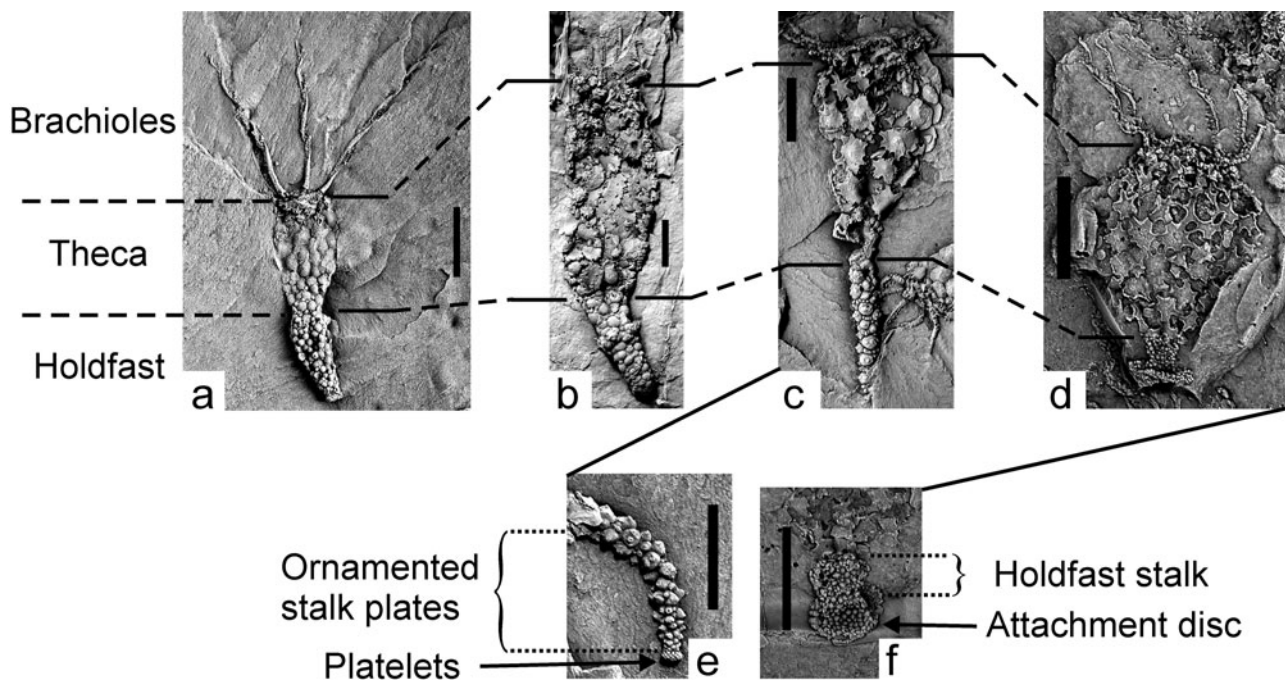 Brachioles
Theca
Holdfast
a
b
c
d
Ornamented
stalk plates
Platelets
e
f
Holdfast stalk
Attachment disc